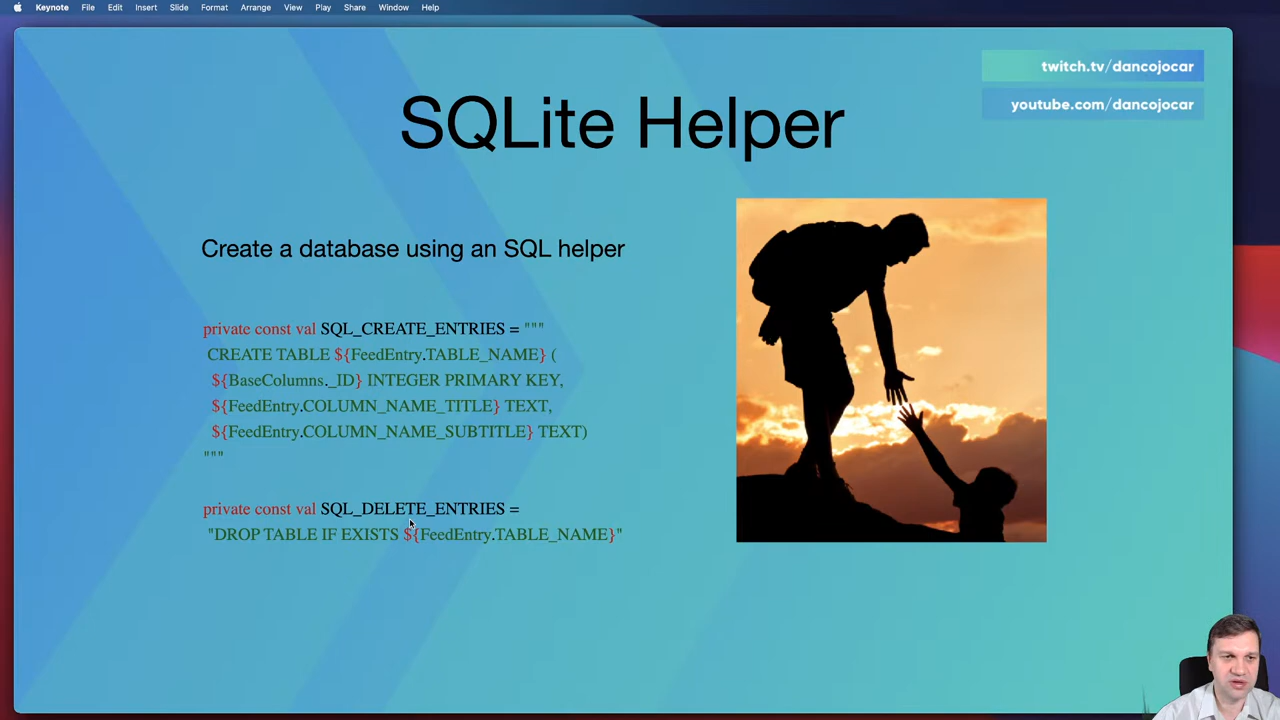 Keynote File Edit Insert Slide Format Arrange View Play Share Window Help
twitch.tv/dancojocar
youtube.com/dancojocar
SQLite Helper
Create a database using an SQL helper
private const val SQL_CREATE_ENTRIES = """
CREATE TABLE ${FeedEntry.TABLE_NAME} (
${BaseColumns._ID} INTEGER PRIMARY KEY,
${FeedEntry.COLUMN_NAME_TITLE} TEXT,
${FeedEntry.COLUMN_NAME_SUBTITLE} TEXT)
"""
private const val SQL_DELETE_ENTRIES =
"DROP TABLE IF EXISTS ${FeedEntry.TABLE_NAME}"